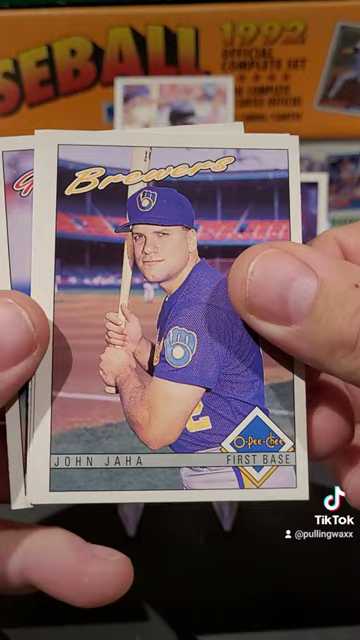 SEBALL
1992
OFFICIAL
COMPLETE SET
Brewers
O-Pee-Chee
JOHN JAHA
FIRST BASE
TikTok
@pullingwaxx